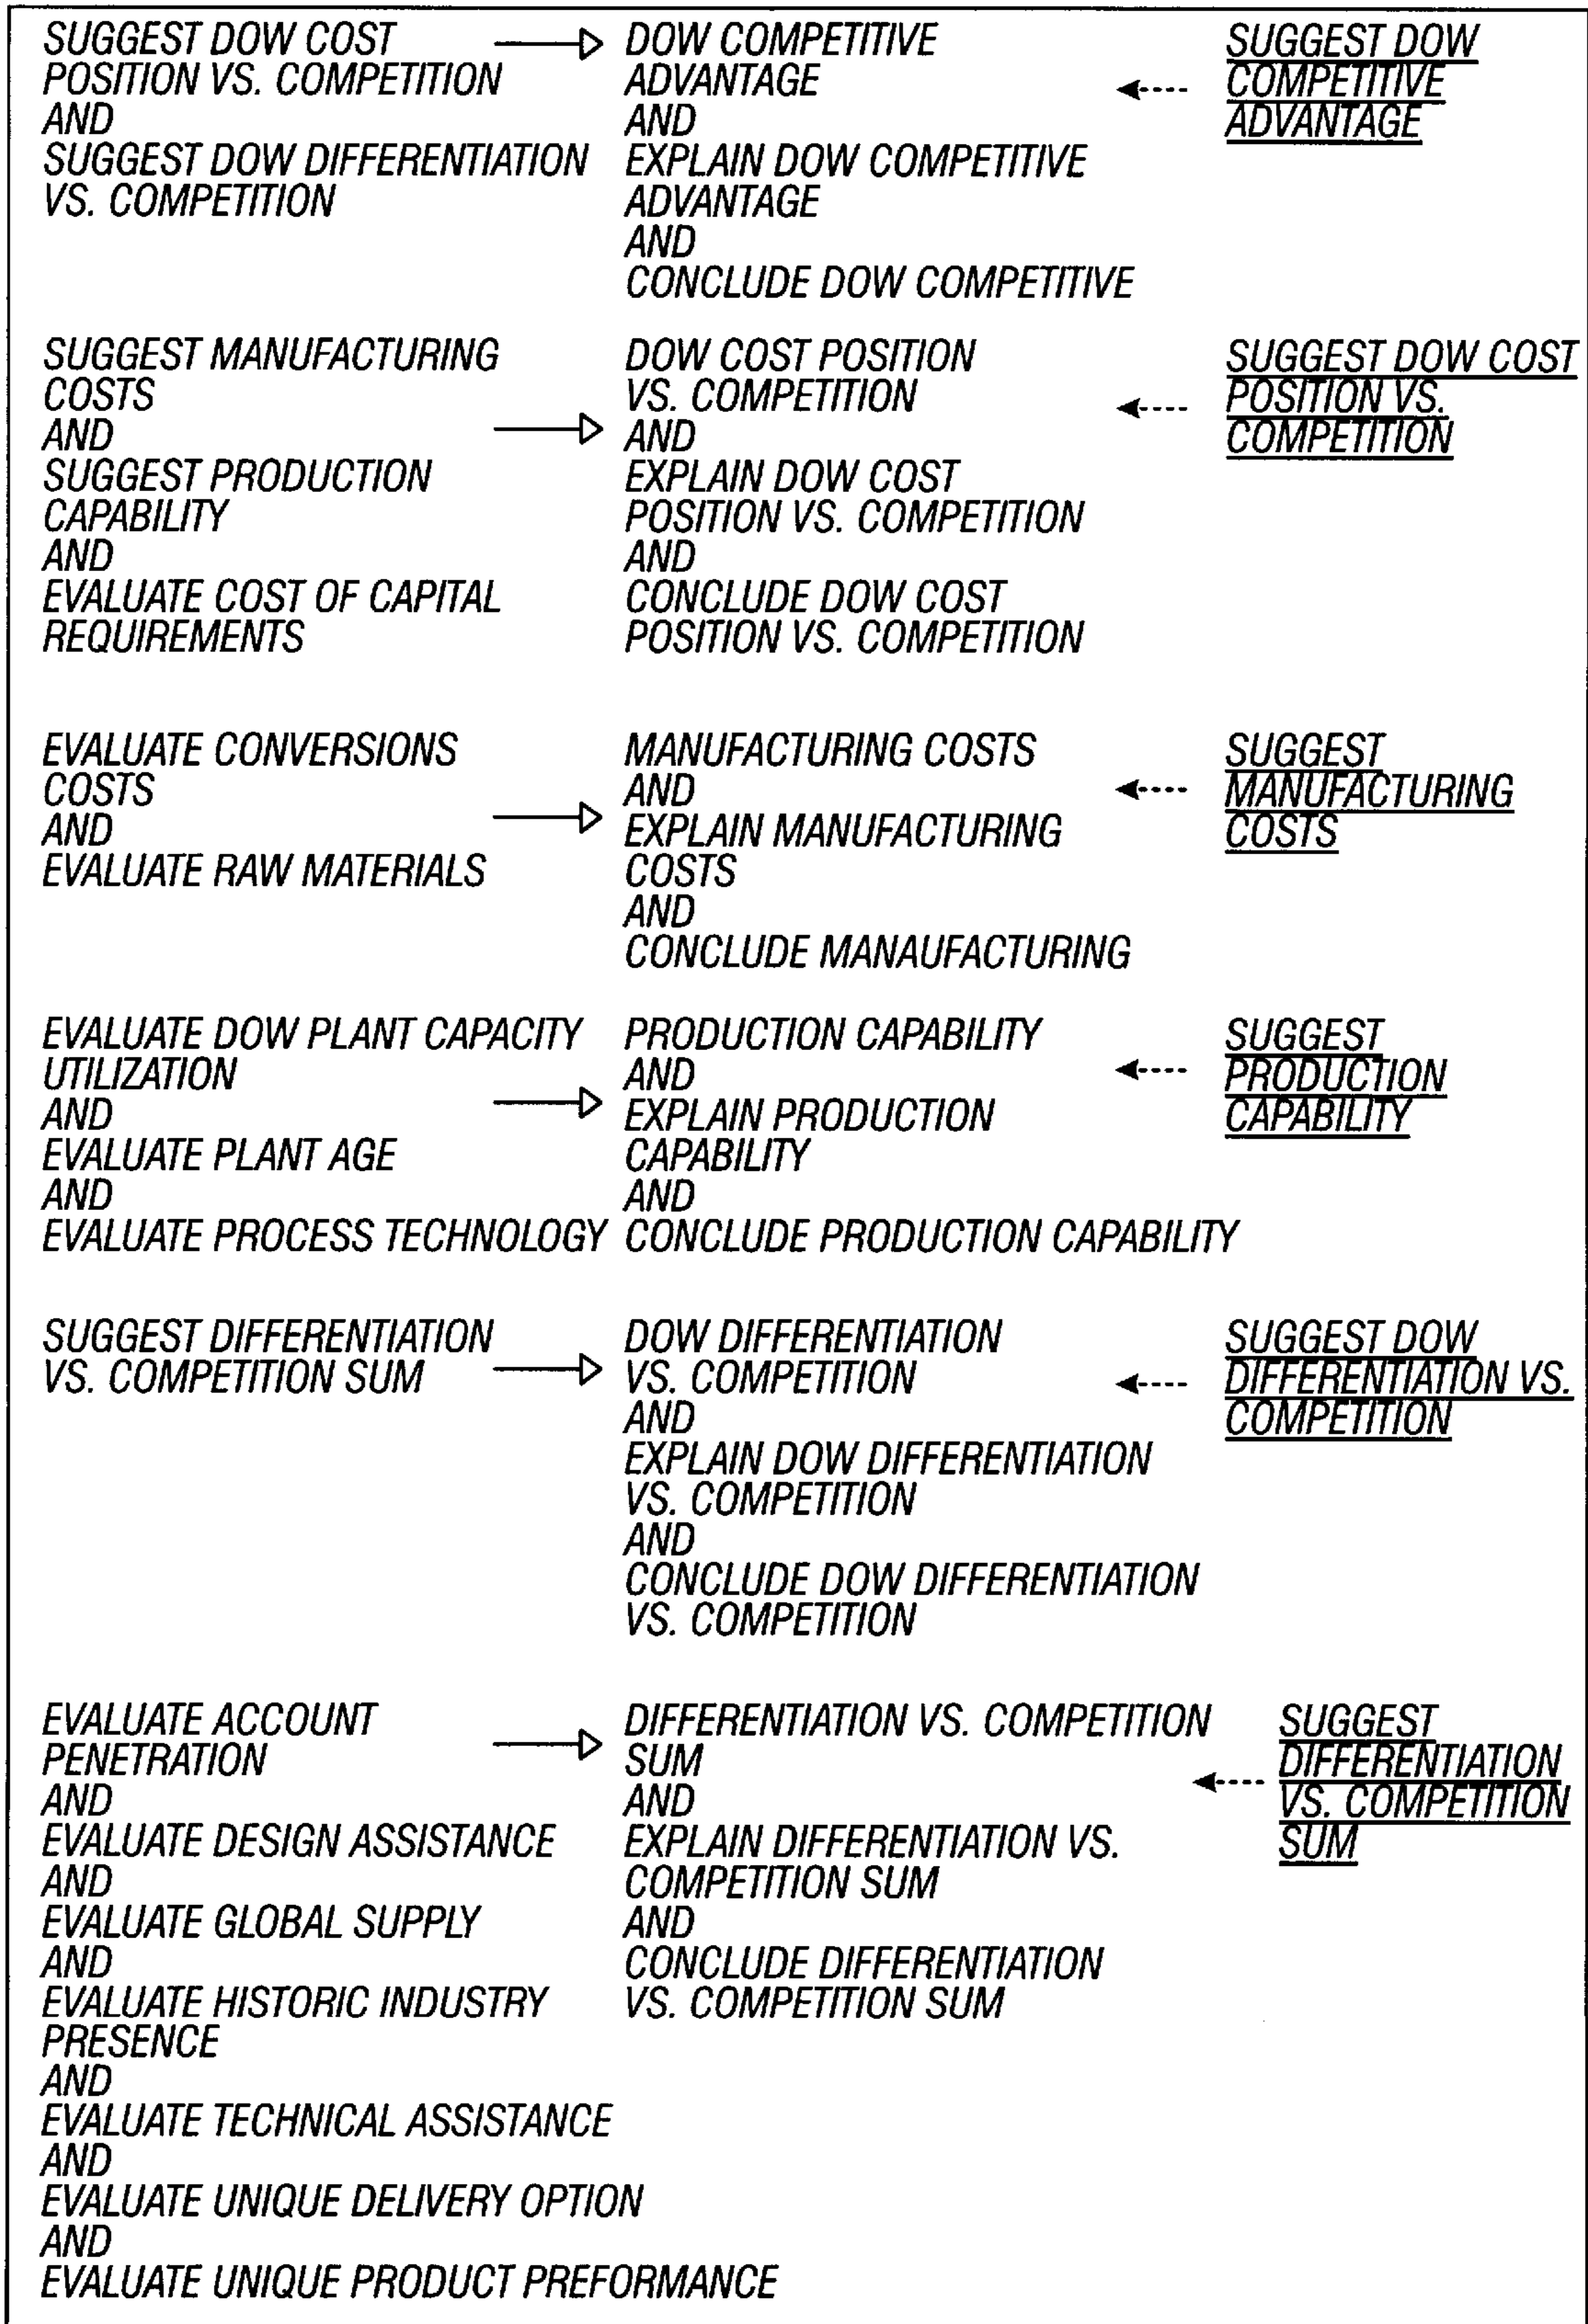 SUGGEST DOW COST
POSITION VS. COMPETITION
AND
SUGGEST DOW DIFFERENTIATION
VS. COMPETITION
DOW COMPETITIVE
ADVANTAGE
AND
EXPLAIN DOW COMPETITIVE
ADVANTAGE
AND
CONCLUDE DOW COMPETITIVE
SUGGEST DOW
COMPETITIVE
ADVANTAGE
SUGGEST MANUFACTURING
COSTS
AND
SUGGEST PRODUCTION
CAPABILITY
AND
EVALUATE COST OF CAPITAL
REQUIREMENTS
DOW COST POSITION
VS. COMPETITION
AND
EXPLAIN DOW COST
POSITION VS. COMPETITION
AND
CONCLUDE DOW COST
POSITION VS. COMPETITION
SUGGEST DOW COST
POSITION VS.
COMPETITION
EVALUATE CONVERSIONS
COSTS
AND
EVALUATE RAW MATERIALS
MANUFACTURING COSTS
AND
EXPLAIN MANUFACTURING
COSTS
AND
CONCLUDE MANAUFACTURING
SUGGEST
MANUFACTURING
COSTS
EVALUATE DOW PLANT CAPACITY
UTILIZATION
AND
EVALUATE PLANT AGE
AND
EVALUATE PROCESS TECHNOLOGY
PRODUCTION CAPABILITY
AND
EXPLAIN PRODUCTION
CAPABILITY
AND
CONCLUDE PRODUCTION CAPABILITY
SUGGEST
PRODUCTION
CAPABILITY
SUGGEST DIFFERENTIATION
VS. COMPETITION SUM
DOW DIFFERENTIATION
VS. COMPETITION
AND
EXPLAIN DOW DIFFERENTIATION
VS. COMPETITION
AND
CONCLUDE DOW DIFFERENTIATION
VS. COMPETITION
SUGGEST DOW
DIFFERENTIATION VS.
COMPETITION
EVALUATE ACCOUNT
PENETRATION
AND
EVALUATE DESIGN ASSISTANCE
AND
EVALUATE GLOBAL SUPPLY
AND
EVALUATE HISTORIC INDUSTRY
PRESENCE
AND
EVALUATE TECHNICAL ASSISTANCE
AND
EVALUATE UNIQUE DELIVERY OPTION
AND
EVALUATE UNIQUE PRODUCT PREFORMANCE
DIFFERENTIATION VS. COMPETITION
SUM
AND
EXPLAIN DIFFERENTIATION VS.
COMPETITION SUM
AND
CONCLUDE DIFFERENTIATION
VS. COMPETITION SUM
SUGGEST
DIFFERENTIATION
VS. COMPETITION
SUM